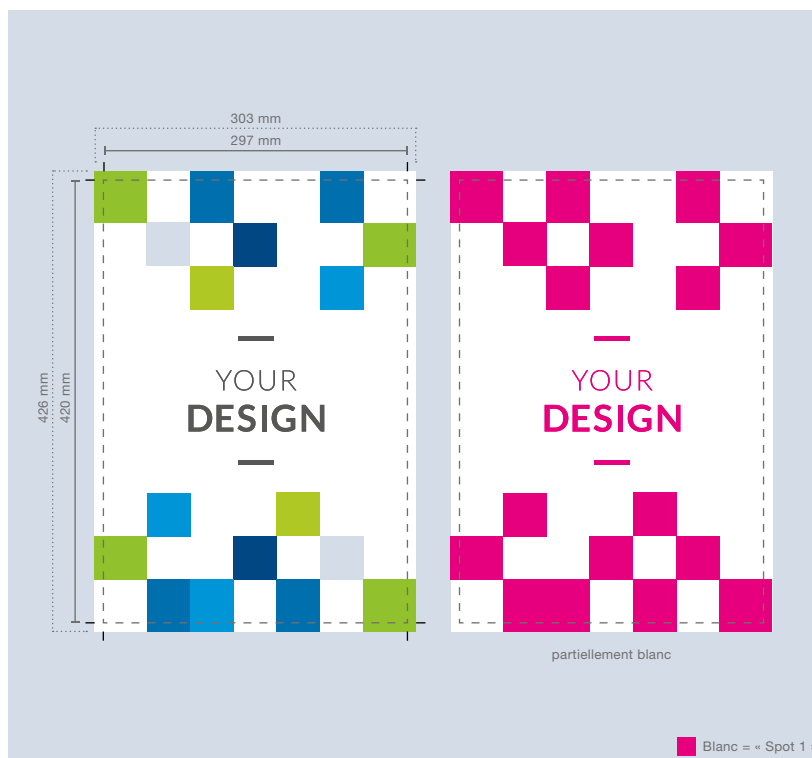 303 mm
297 mm
426 mm
420 mm
YOUR
DESIGN
YOUR
DESIGN
partiellement blanc
Blanc = « Spot 1 »